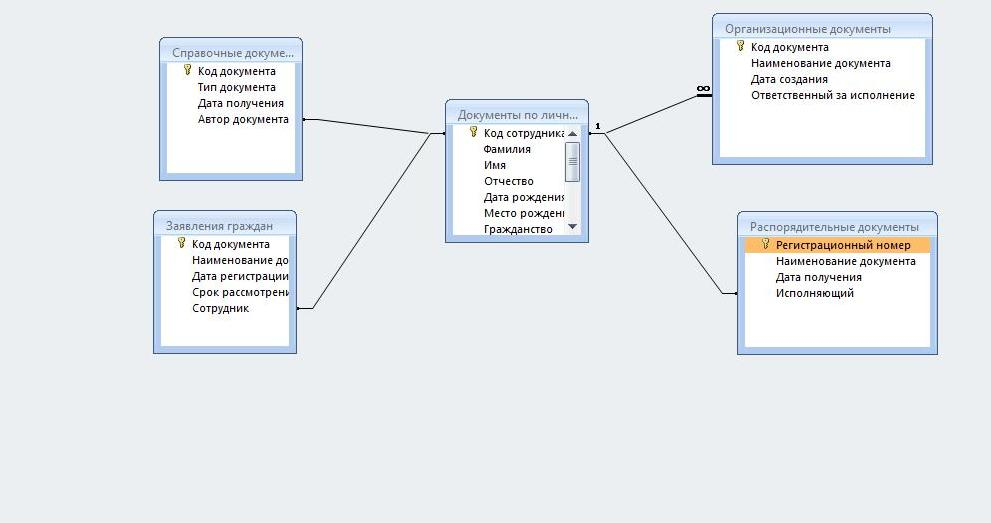 Справочные докуме...
Код документа
Тип документа
Дата получения
Автор документа
Заявления граждан
Код документа
Наименование до
Дата регистрации
Срок рассмотрени
Сотрудник
Документы по личн...
Код сотрудника
Фамилия
Имя
Отчество
Дата рождения
Место рожден
Гражданство
1
∞
Организационные документы
Код документа
Наименование документа
Дата создания
Ответственный за исполнение
Распорядительные документы
Регистрационный номер
Наименование документа
Дата получения
Исполняющий